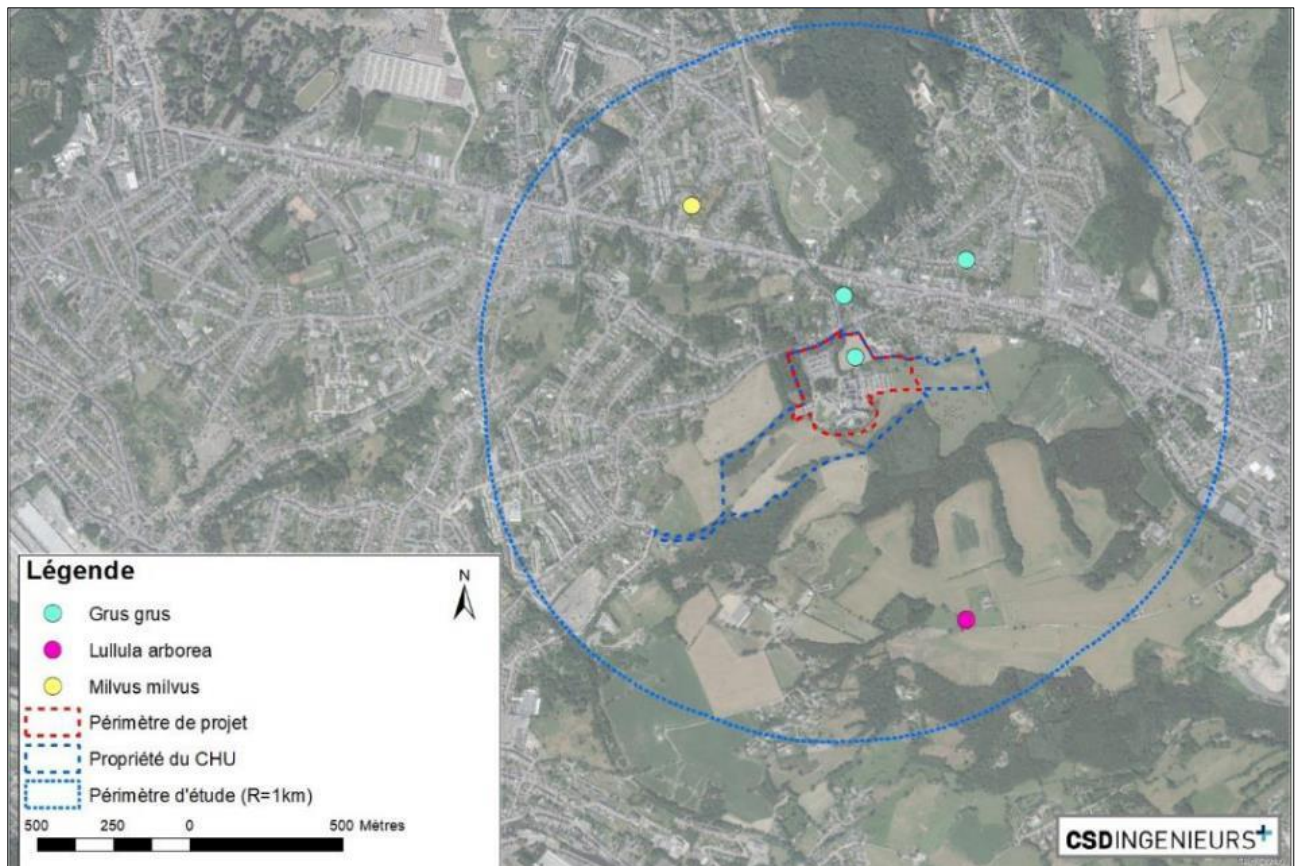 Légende
N
Grus grus
Lullula arborea
Milvus milvus
Périmètre de projet
Propriété du CHU
Périmètre d'étude (R=1km)
500 250 0 500 Mètres
CSDINGENIEURS+